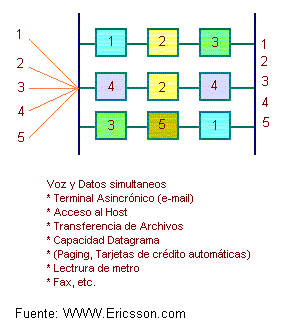 1
2
3
4
5
1 2 3
4 2 4
3 5 1
1
2
3
4
5
Voz y Datos simultaneos
* Terminal Asincrónico (e-mail)
* Acceso al Host
* Transferencia de Archivos
* Capacidad Datagrama
* (Paging, Tarjetas de crédito automáticas)
* Lectrura de metro
* Fax, etc.
Fuente: WWW.Ericsson.com